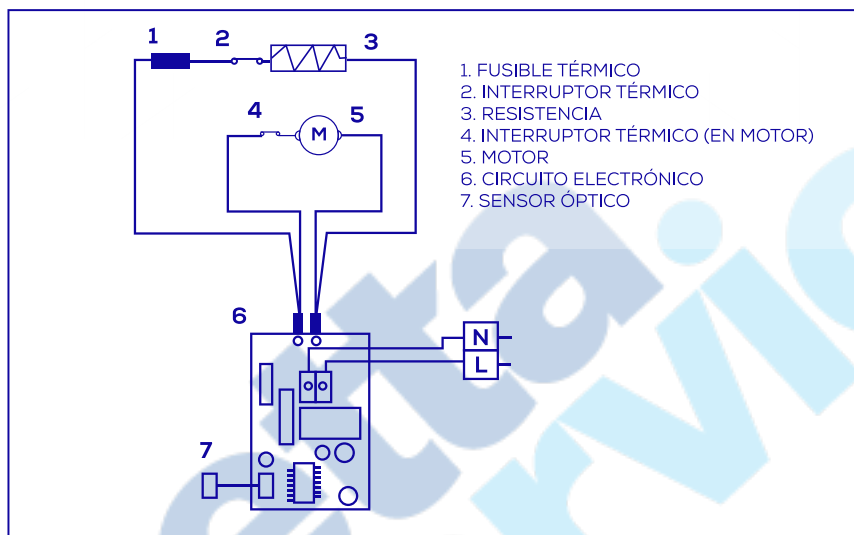 1
2
3
4
5
M
1. FUSIBLE TÉRMICO
2. INTERRUPTOR TÉRMICO
3. RESISTENCIA
4. INTERRUPTOR TÉRMICO (EN MOTOR)
5. MOTOR
6. CIRCUITO ELECTRÓNICO
7. SENSOR ÓPTICO
6
N
L
7